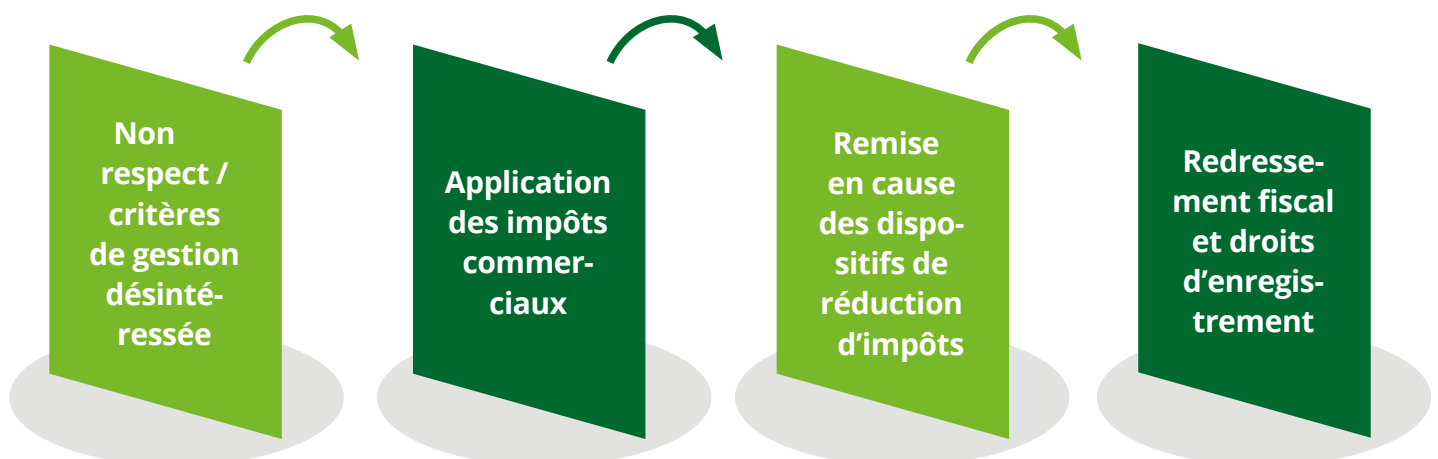 Non
respect /
critères
de gestion
désinté-
ressée
Application
des impôts
commer-
ciaux
Remise
en cause
des dispo-
sitifs de
réduction
d’impôts
Redresse-
ment fiscal
et droits
d’enregis-
trement